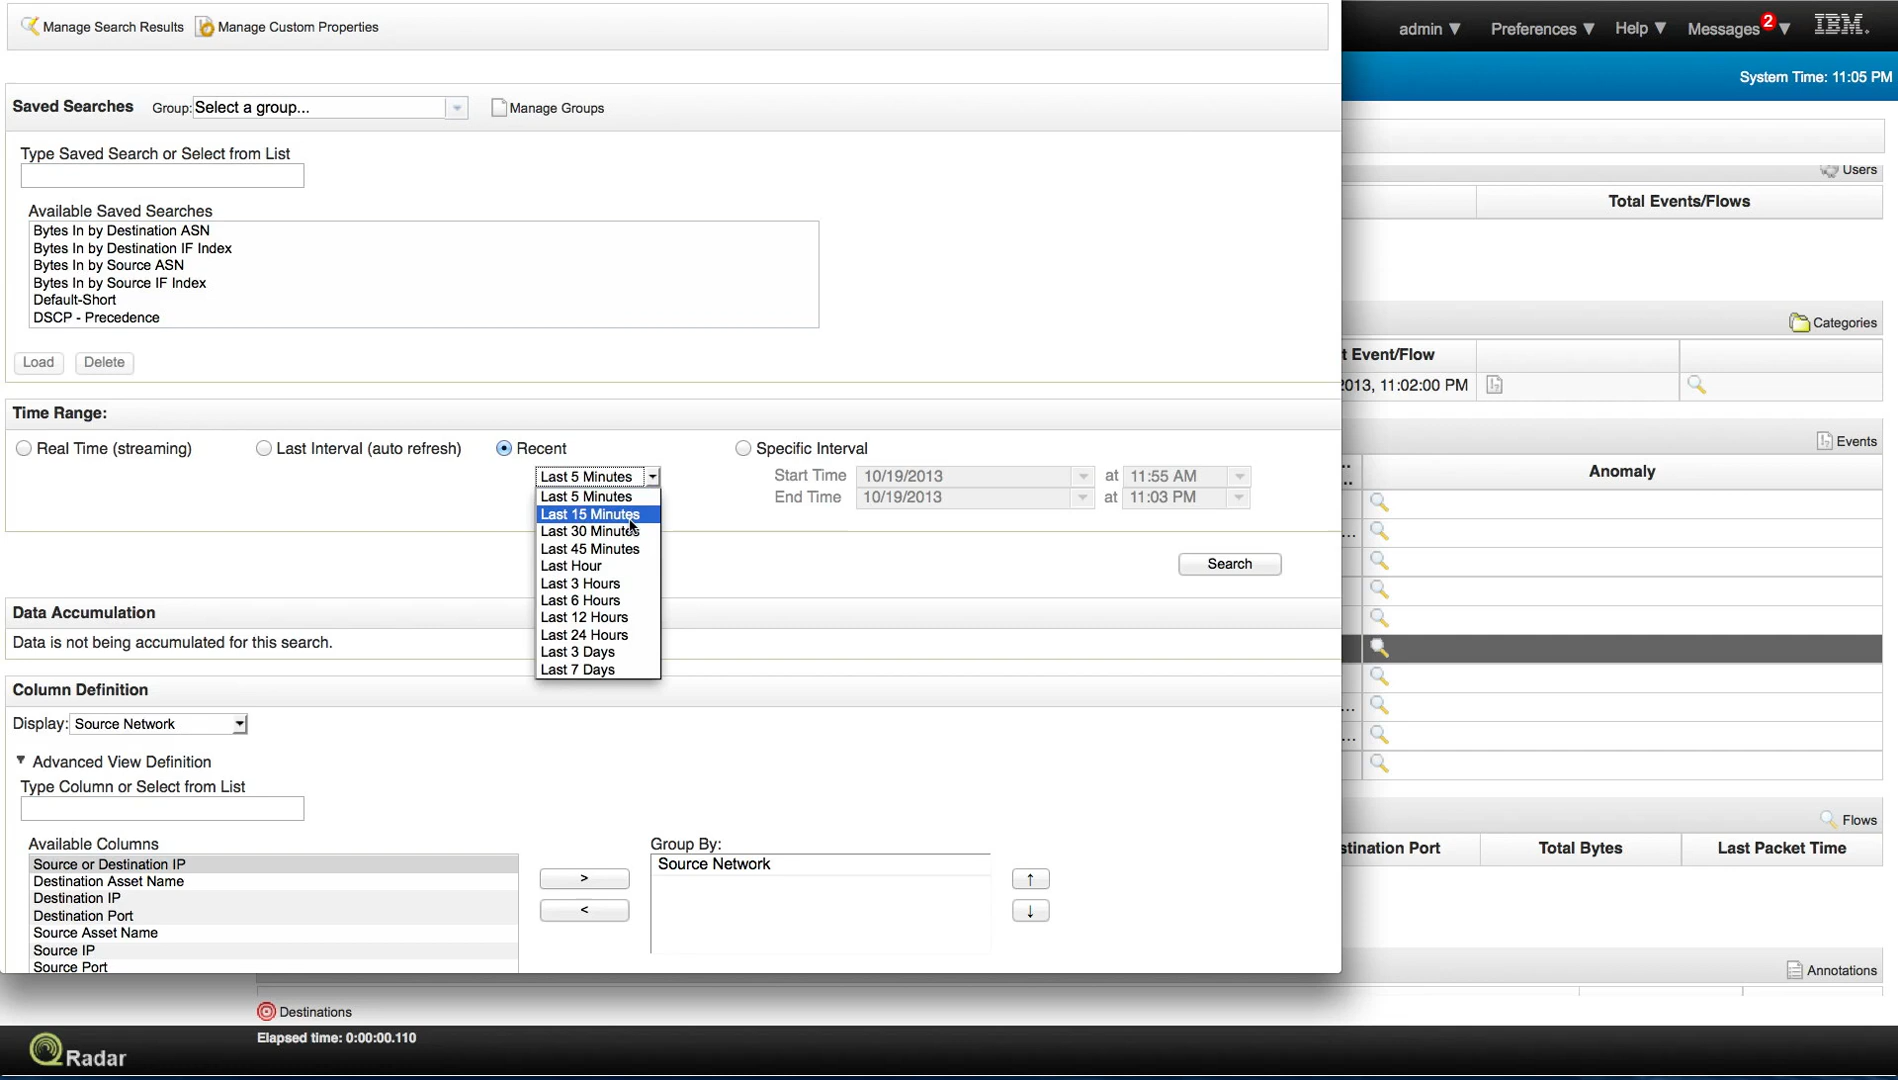 Manage Search Results Manage Custom Properties
admin ▼ Preferences ▼ Help ▼ Messages 2 ▼ IBM.
System Time: 11:05 PM
Saved Searches Group: Select a group... Manage Groups
Type Saved Search or Select from List
Available Saved Searches
Bytes In by Destination ASN
Bytes In by Destination IF Index
Bytes In by Source ASN
Bytes In by Source IF Index
Default-Short
DSCP - Precedence
Load Delete
Time Range:
Real Time (streaming) Last Interval (auto refresh) Recent Specific Interval
Last 5 Minutes
Last 5 Minutes
Last 15 Minutes
Last 30 Minutes
Last 45 Minutes
Last Hour
Last 3 Hours
Last 6 Hours
Last 12 Hours
Last 24 Hours
Last 3 Days
Last 7 Days
Start Time 10/19/2013 at 11:55 AM
End Time 10/19/2013 at 11:03 PM
Search
Data Accumulation
Data is not being accumulated for this search.
Column Definition
Display: Source Network
Advanced View Definition
Type Column or Select from List
Available Columns
Source or Destination IP
Destination Asset Name
Destination IP
Destination Port
Source Asset Name
Source IP
Source Port
>
<
Group By:
Source Network
↑
↓
Users
Total Events/Flows
Categories
t Event/Flow
2013, 11:02:00 PM
Events
Anomaly
...
...
...
...
Flows
stination Port Total Bytes Last Packet Time
Annotations
Destinations
Elapsed time: 0:00:00.110
QRadar